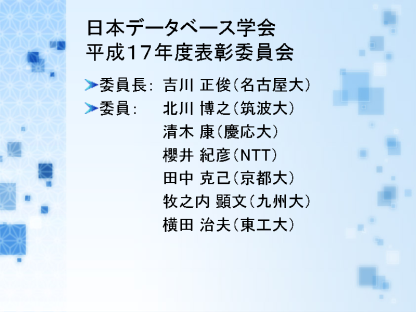 日本データベース学会
平成１７年度表彰委員会
委員長： 吉川 正俊（名古屋大）
委員： 北川 博之（筑波大）
清木 康（慶応大）
櫻井 紀彦（NTT）
田中 克己（京都大）
牧之内 顕文（九州大）
横田 治夫（東工大）